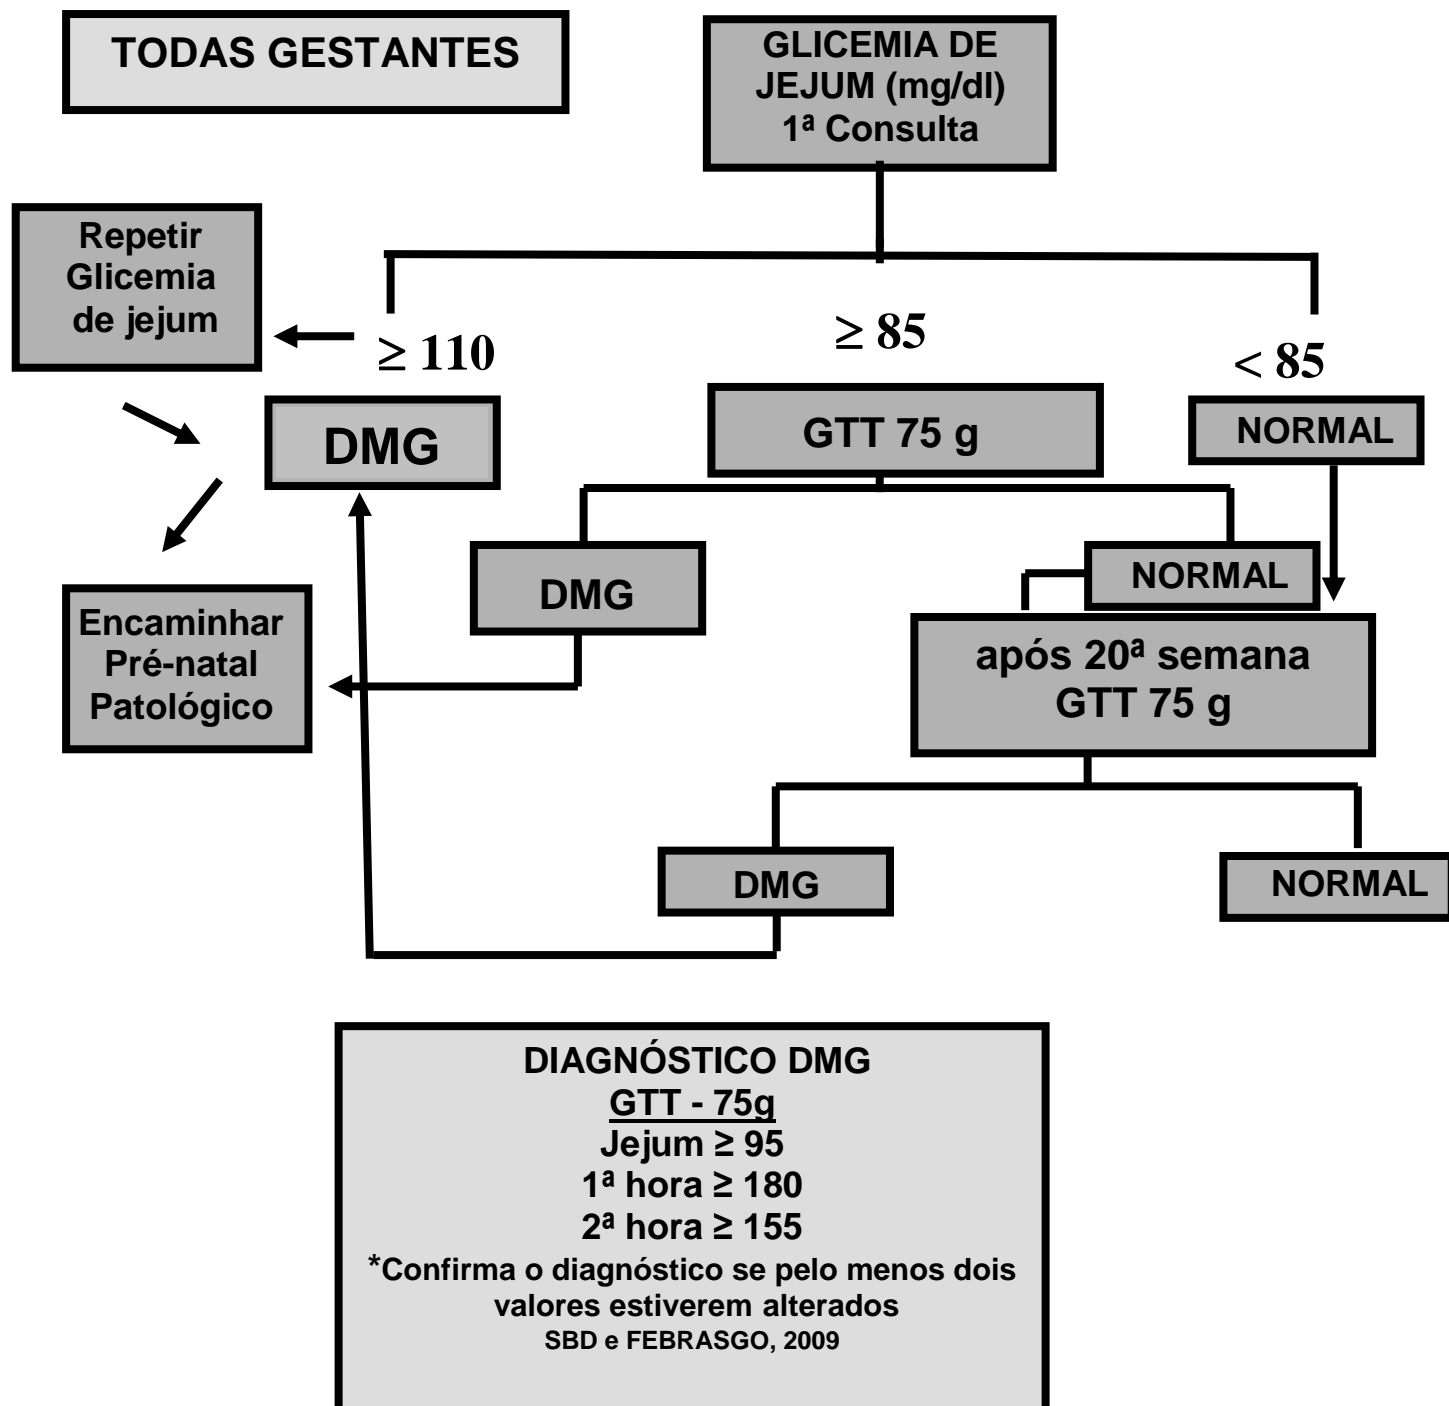 TODAS GESTANTES
GLICEMIA DE
JEJUM (mg/dl)
1ª Consulta
Repetir
Glicemia
de jejum
≥ 110
≥ 85
< 85
DMG
GTT 75 g
NORMAL
DMG
NORMAL
Encaminhar
Pré-natal
Patológico
após 20ª semana
GTT 75 g
DMG
NORMAL
DIAGNÓSTICO DMG
GTT - 75g
Jejum ≥ 95
1ª hora ≥ 180
2ª hora ≥ 155
*Confirma o diagnóstico se pelo menos dois
valores estiverem alterados
SBD e FEBRASGO, 2009